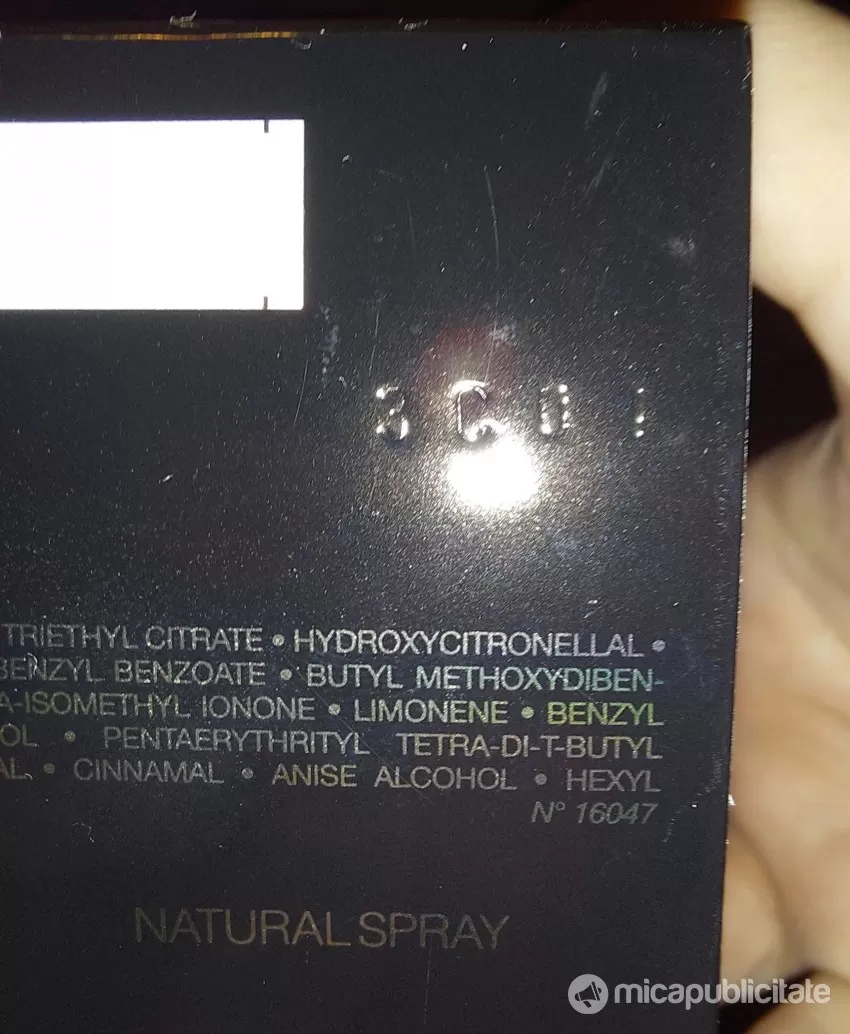 3C01
TRIETHYL CITRATE • HYDROXYCITRONELLAL •
BENZYL BENZOATE • BUTYL METHOXYDIBEN-
A-ISOMETHYL IONONE • LIMONENE • BENZYL
OL • PENTAERYTHRITYL TETRA-DI-T-BUTYL
AL • CINNAMAL • ANISE ALCOHOL • HEXYL
N° 16047
NATURAL SPRAY
micapublicitate